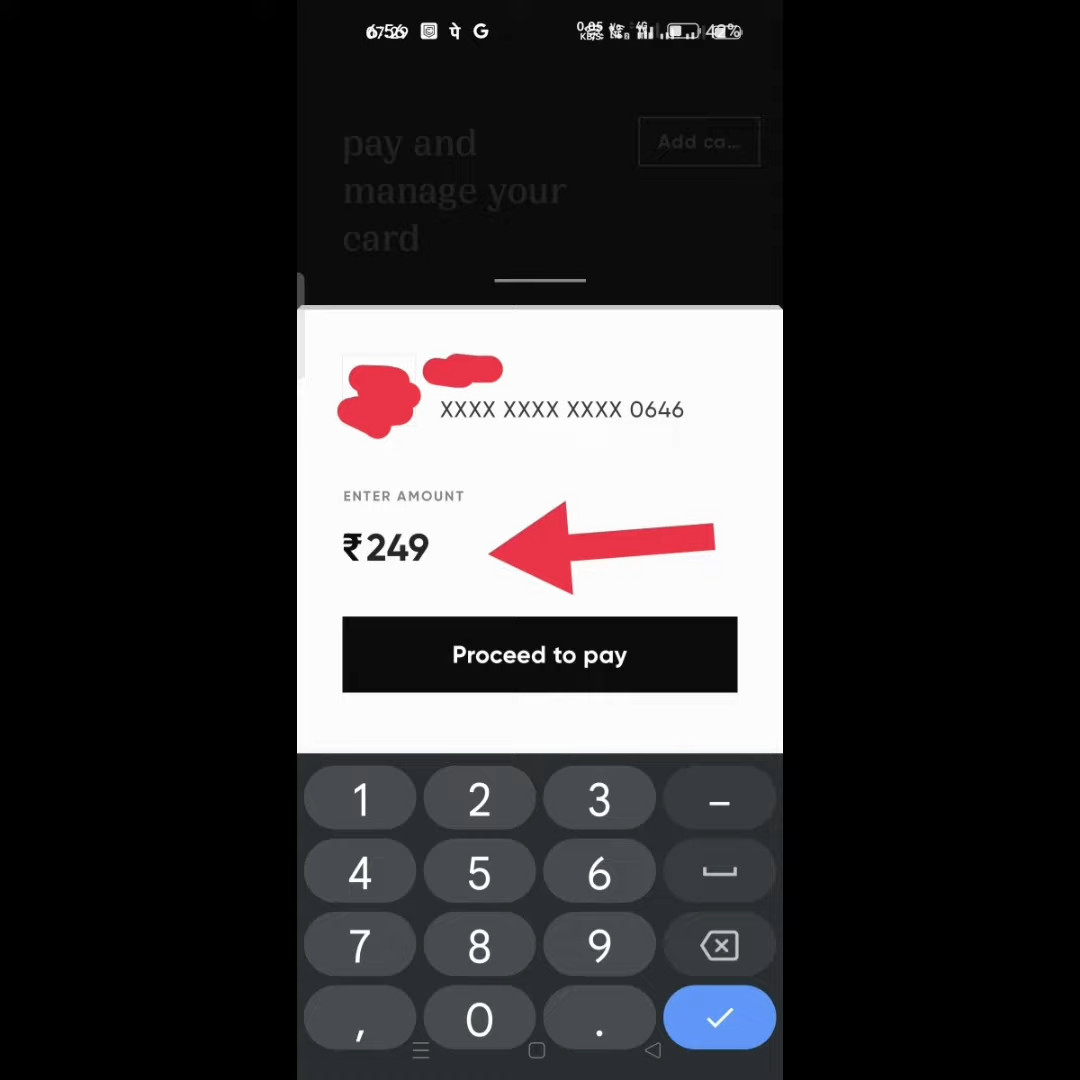 पे G
4G
pay and
Add ca...
manage your
card
XXXX XXXX XXXX 0646
ENTER AMOUNT
₹249
Proceed to pay
1 2 3 –
4 5 6
7 8 9
, 0 .